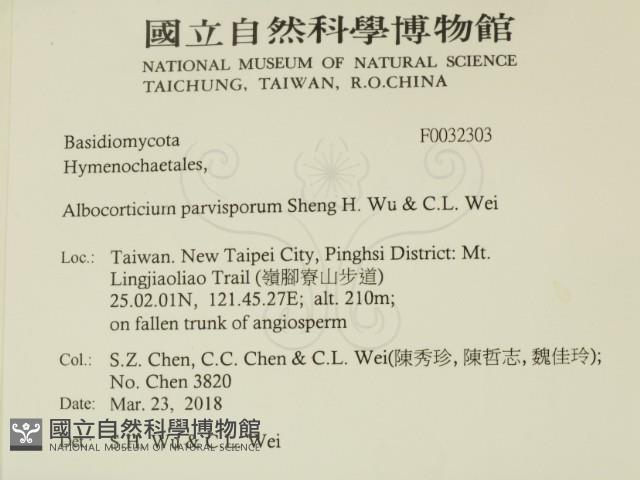 國立自然科學博物館
NATIONAL MUSEUM OF NATURAL SCIENCE
TAICHUNG, TAIWAN, R.O.CHINA
Basidiomycota F0032303
Hymenochaetales,
Albocorticium parvisporum Sheng H. Wu & C.L. Wei
Loc.: Taiwan. New Taipei City, Pinghsi District: Mt.
Lingjiaoliao Trail (嶺腳寮山步道)
25.02.01N, 121.45.27E; alt. 210m;
on fallen trunk of angiosperm
Col.: S.Z. Chen, C.C. Chen & C.L. Wei(陳秀珍, 陳哲志, 魏佳玲);
No. Chen 3820
Date: Mar. 23, 2018
Det.: S.H. Wu & C.L. Wei
國立自然科學博物館
NATIONAL MUSEUM OF NATURAL SCIENCE